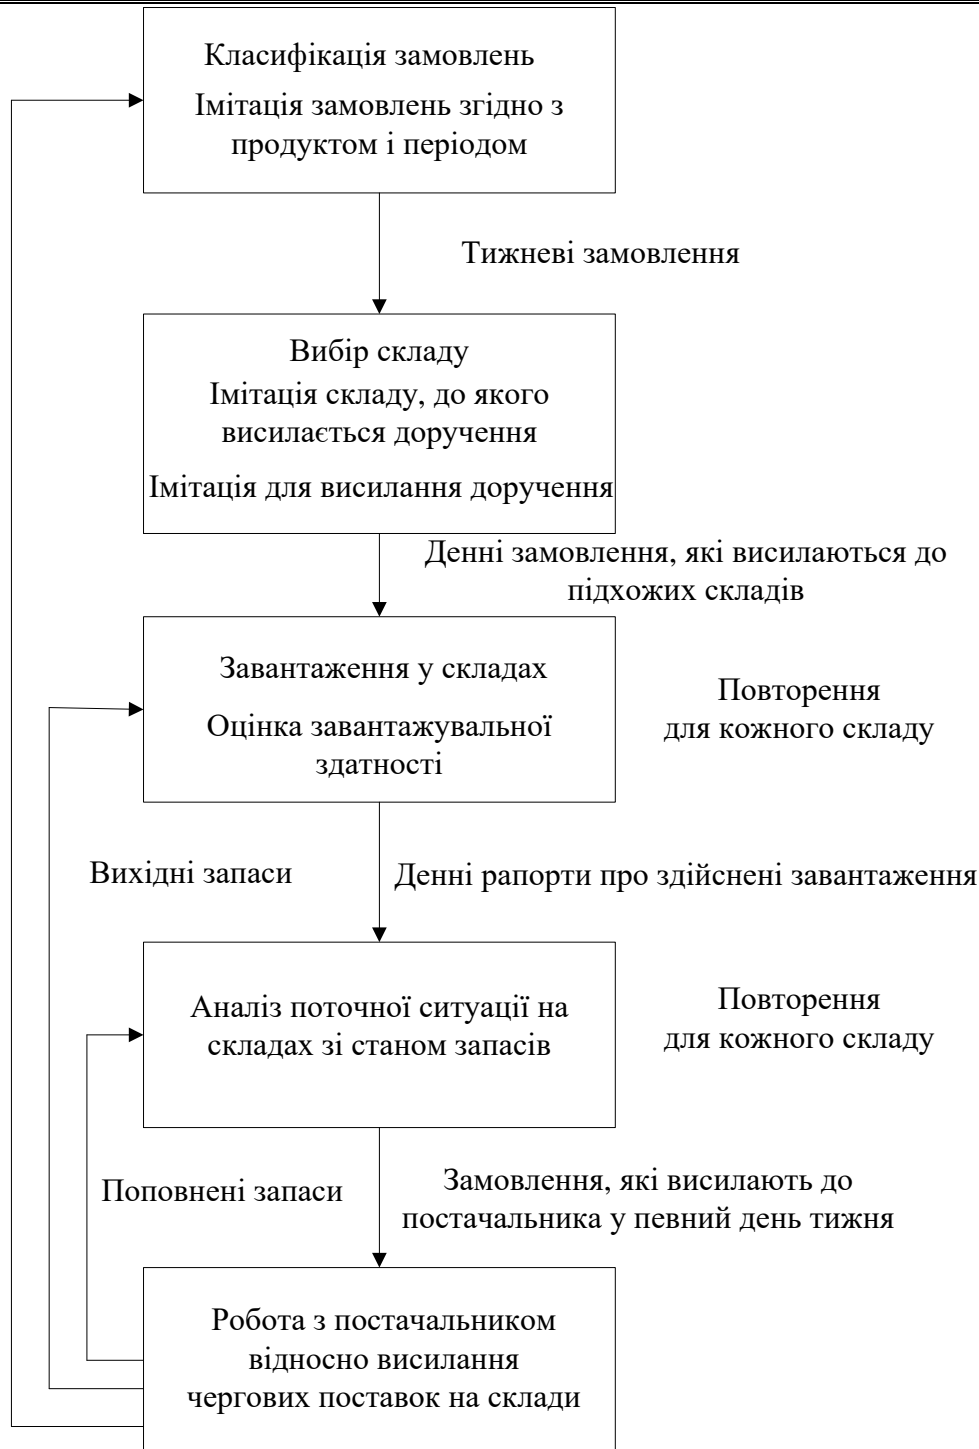 Класифікація замовлень
Імітація замовлень згідно з
продуктом і періодом
Тижневі замовлення
Вибір складу
Імітація складу, до якого
висилається доручення
Імітація для висилання доручення
Денні замовлення, які висилаються до
підхожих складів
Завантаження у складах
Оцінка завантажувальної
здатності
Повторення
для кожного складу
Вихідні запаси
Денні рапорти про здійснені завантаження
Аналіз поточної ситуації на
складах зі станом запасів
Повторення
для кожного складу
Поповнені запаси
Замовлення, які висилають до
постачальника у певний день тижня
Робота з постачальником
відносно висилання
чергових поставок на склади